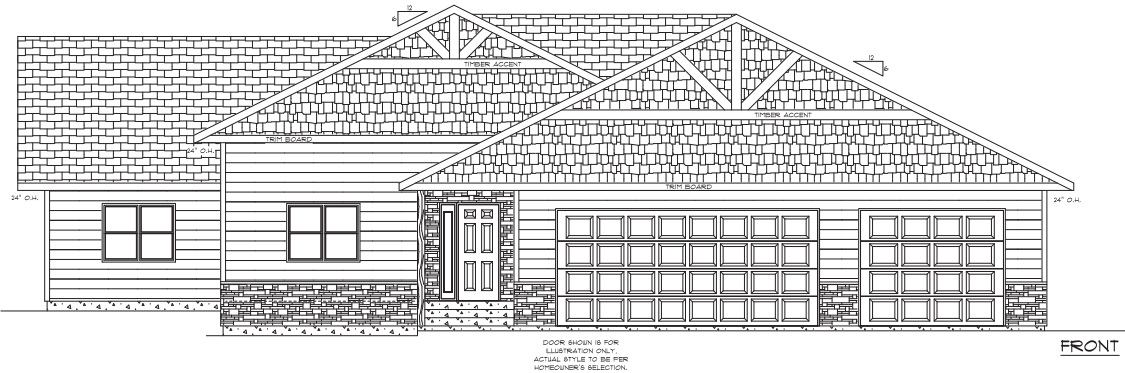 12
6
TIMBER ACCENT
12
6
TIMBER ACCENT
TRIM BOARD
24" O.H.
TRIM BOARD
24" O.H.
24" O.H.
DOOR SHOWN IS FOR
ILLUSTRATION ONLY.
ACTUAL STYLE TO BE PER
HOMEOWNER'S SELECTION.
FRONT